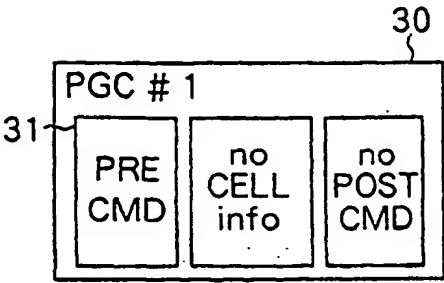 30
PGC # 1
31
PRE
CMD
no
CELL
info
no
POST
CMD